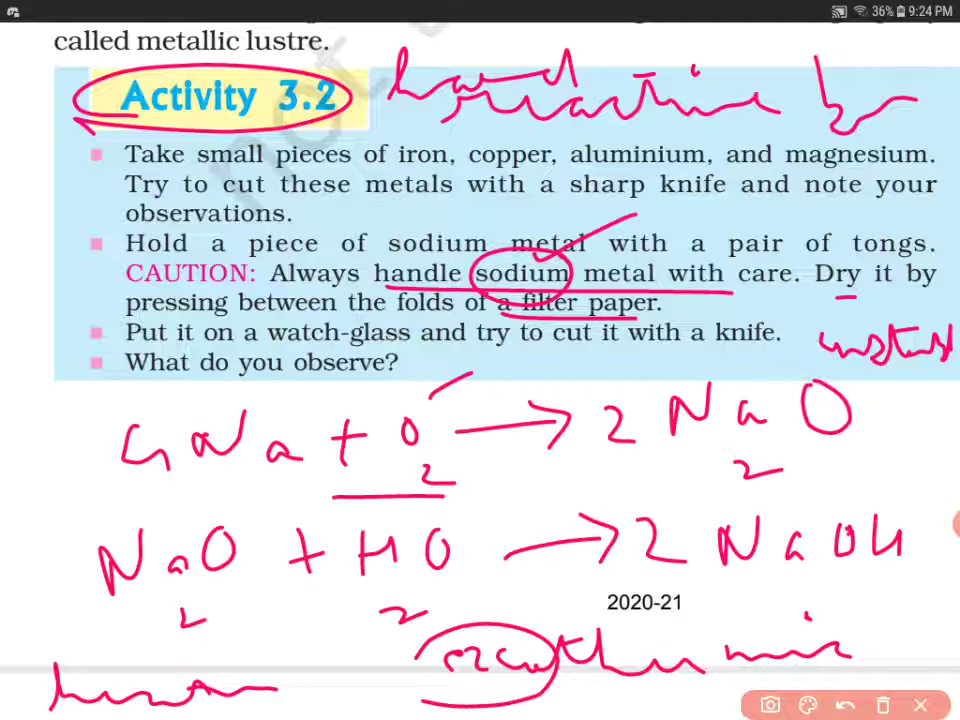 36% 9:24 PM
called metallic lustre.
Activity 3.2
Take small pieces of iron, copper, aluminium, and magnesium.
Try to cut these metals with a sharp knife and note your
observations.
Hold a piece of sodium metal with a pair of tongs.
CAUTION: Always handle sodium metal with care. Dry it by
pressing between the folds of a filter paper.
Put it on a watch-glass and try to cut it with a knife.
What do you observe?
4Na + O2 → 2Na2O
Na2O + H2O → 2NaOH
2020-21